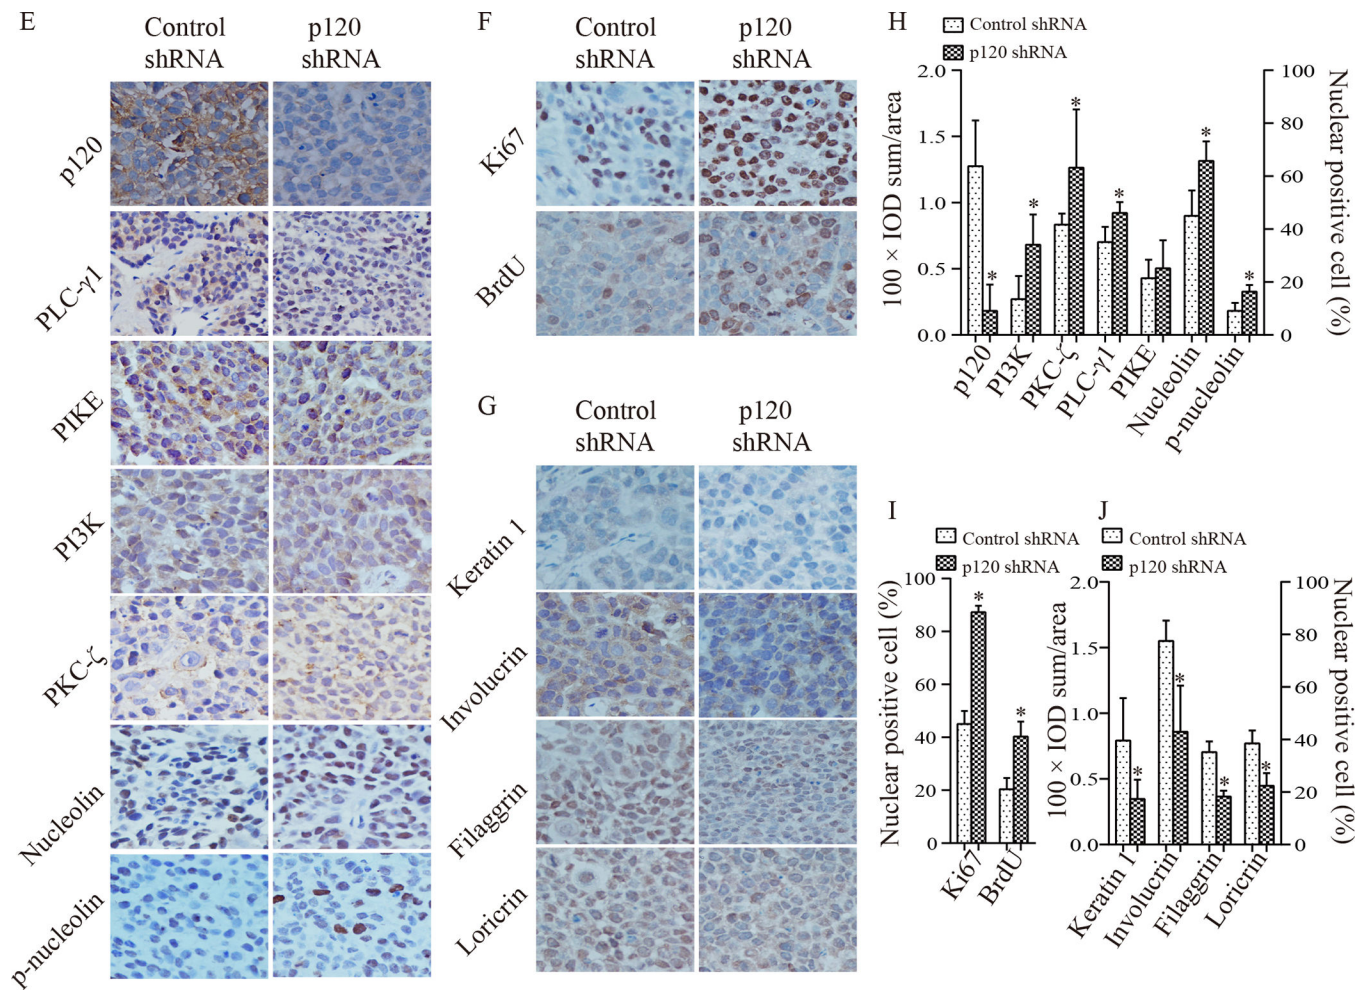 E
Control
shRNA
p120
shRNA
p120
PLC-γ1
PIKE
PI3K
PKC-ζ
Nucleolin
p-nucleolin
F
Control
shRNA
p120
shRNA
Ki67
BrdU
G
Control
shRNA
p120
shRNA
Keratin 1
Involucrin
Filaggrin
Loricrin
H
Control shRNA
p120 shRNA
100 × IOD sum/area
2.0
1.5
1.0
0.5
0.0
100
80
60
40
20
0
Nuclear positive cell (%)
*
*
*
*
*
*
p120
PI3K
PKC-ζ
PLC-γ1
PIKE
Nucleolin
p-nucleolin
I
Control shRNA
p120 shRNA
Nuclear positive cell (%)
100
80
60
40
20
0
*
*
Ki67
BrdU
J
Control shRNA
p120 shRNA
100 × IOD sum/area
2.0
1.5
1.0
0.5
0.0
100
80
60
40
20
0
Nuclear positive cell (%)
*
*
*
*
Keratin 1
Involucrin
Filaggrin
Loricrin